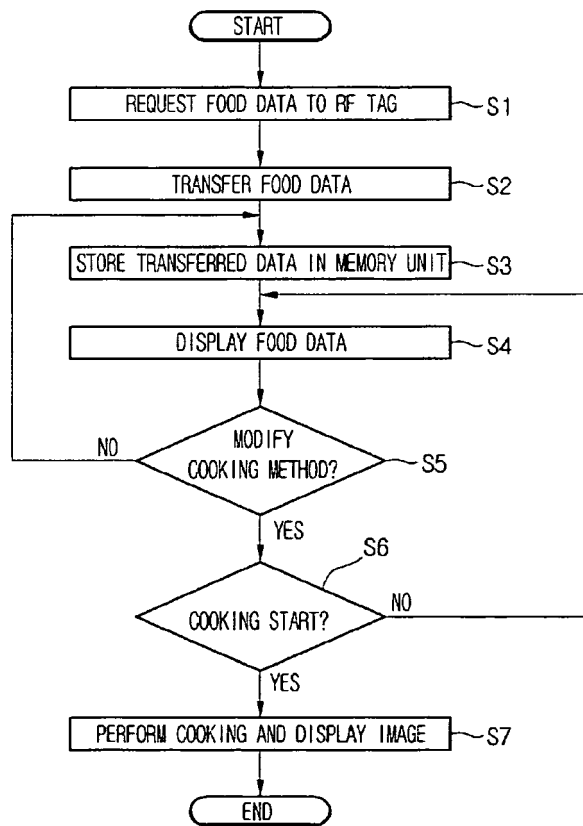 START
REQUEST FOOD DATA TO RF TAG
S1
TRANSFER FOOD DATA
S2
STORE TRANSFERRED DATA IN MEMORY UNIT
S3
DISPLAY FOOD DATA
S4
NO
MODIFY
COOKING METHOD?
S5
YES
S6
COOKING START?
NO
YES
PERFORM COOKING AND DISPLAY IMAGE
S7
END